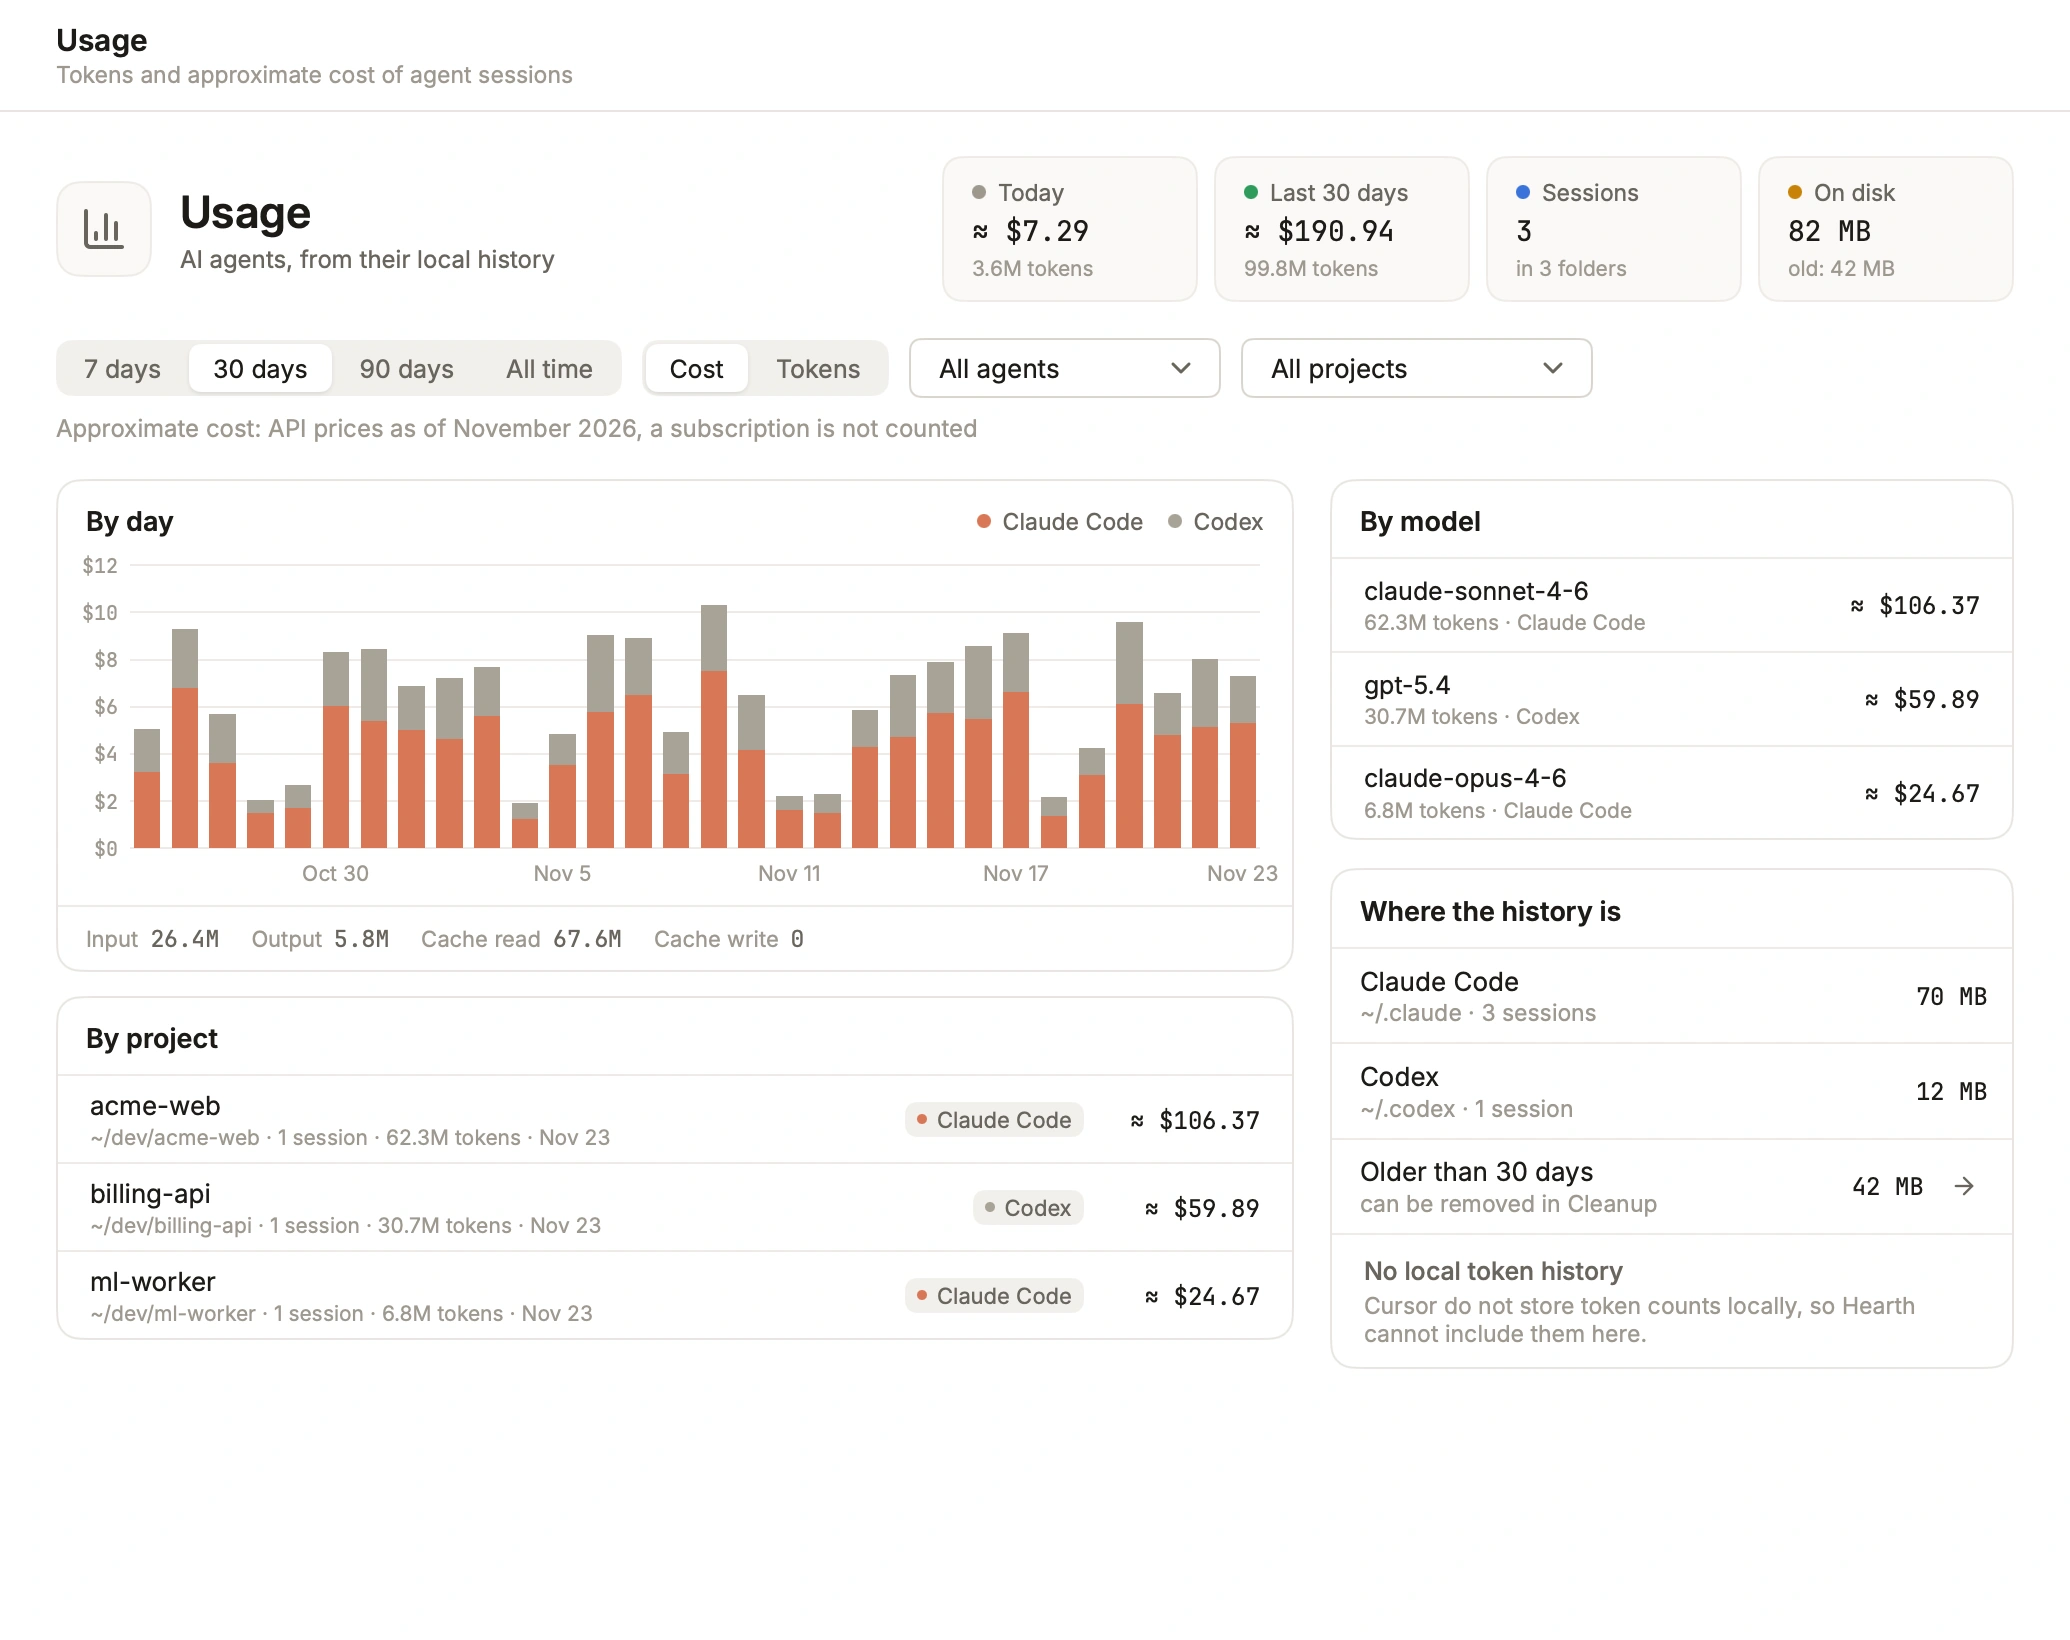 Usage
Tokens and approximate cost of agent sessions
Usage
AI agents, from their local history
Today
≈ $7.29
3.6M tokens
Last 30 days
≈ $190.94
99.8M tokens
Sessions
3
in 3 folders
On disk
82 MB
old: 42 MB
7 days 30 days 90 days All time Cost Tokens All agents All projects
Approximate cost: API prices as of November 2026, a subscription is not counted
By day
Claude Code Codex
$12
$10
$8
$6
$4
$2
$0
Oct 30 Nov 5 Nov 11 Nov 17 Nov 23
Input 26.4M Output 5.8M Cache read 67.6M Cache write 0
By project
acme-web
~/dev/acme-web · 1 session · 62.3M tokens · Nov 23
Claude Code ≈ $106.37
billing-api
~/dev/billing-api · 1 session · 30.7M tokens · Nov 23
Codex ≈ $59.89
ml-worker
~/dev/ml-worker · 1 session · 6.8M tokens · Nov 23
Claude Code ≈ $24.67
By model
claude-sonnet-4-6
62.3M tokens · Claude Code
≈ $106.37
gpt-5.4
30.7M tokens · Codex
≈ $59.89
claude-opus-4-6
6.8M tokens · Claude Code
≈ $24.67
Where the history is
Claude Code
~/.claude · 3 sessions
70 MB
Codex
~/.codex · 1 session
12 MB
Older than 30 days
can be removed in Cleanup
42 MB →
No local token history
Cursor do not store token counts locally, so Hearth
cannot include them here.